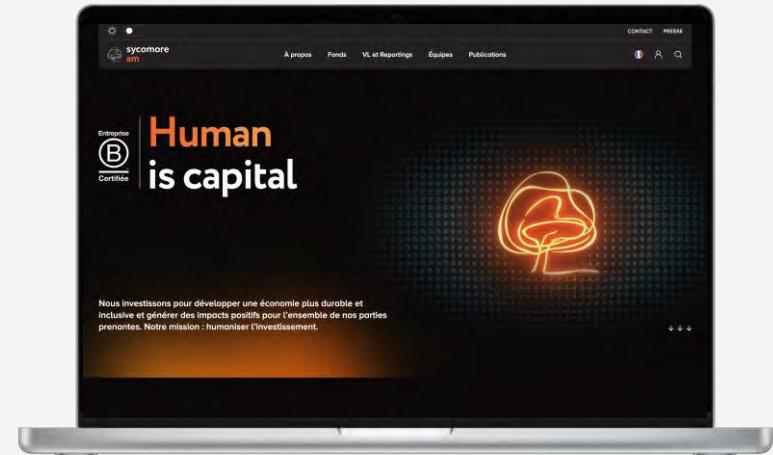 CONTACT PRESSE
sycomore
am
À propos Fonds VL et Reportings Équipes Publications
Entreprise
B
Certifiée
Human
is capital
Nous investissons pour développer une économie plus durable et
inclusive et générer des impacts positifs pour l'ensemble de nos parties
prenantes. Notre mission : humaniser l'investissement.